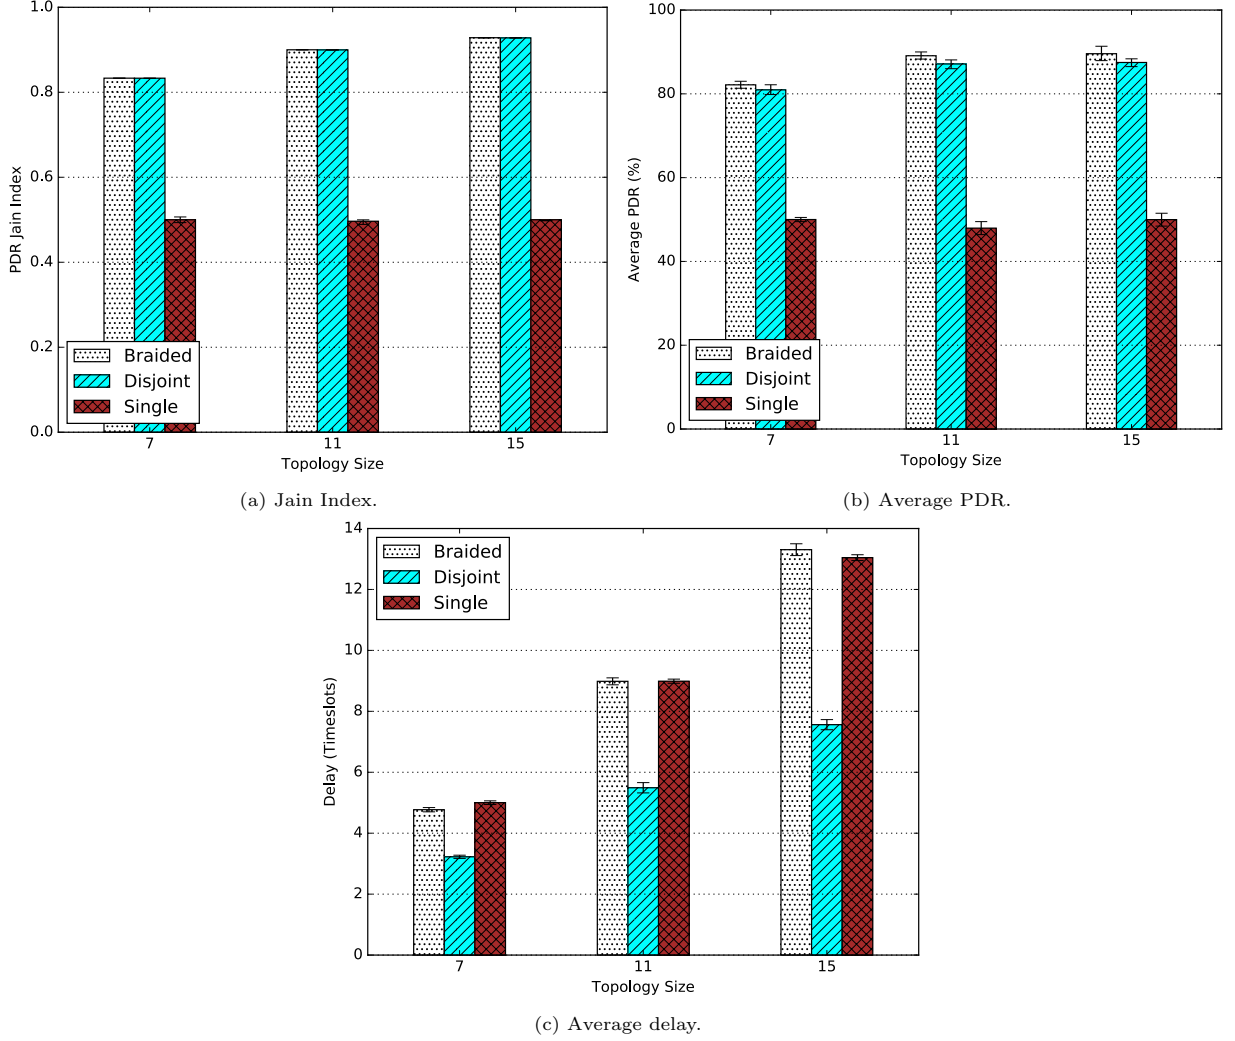 1.0
0.8
0.6
0.4
0.2
0.0
PDR Jain Index
Braided
Disjoint
Single
7
11
15
Topology Size
(a) Jain Index.
100
80
60
40
20
0
Average PDR (%)
Braided
Disjoint
Single
7
11
15
Topology Size
(b) Average PDR.
14
12
10
8
6
4
2
0
Delay (Timeslots)
Braided
Disjoint
Single
7
11
15
Topology Size
(c) Average delay.